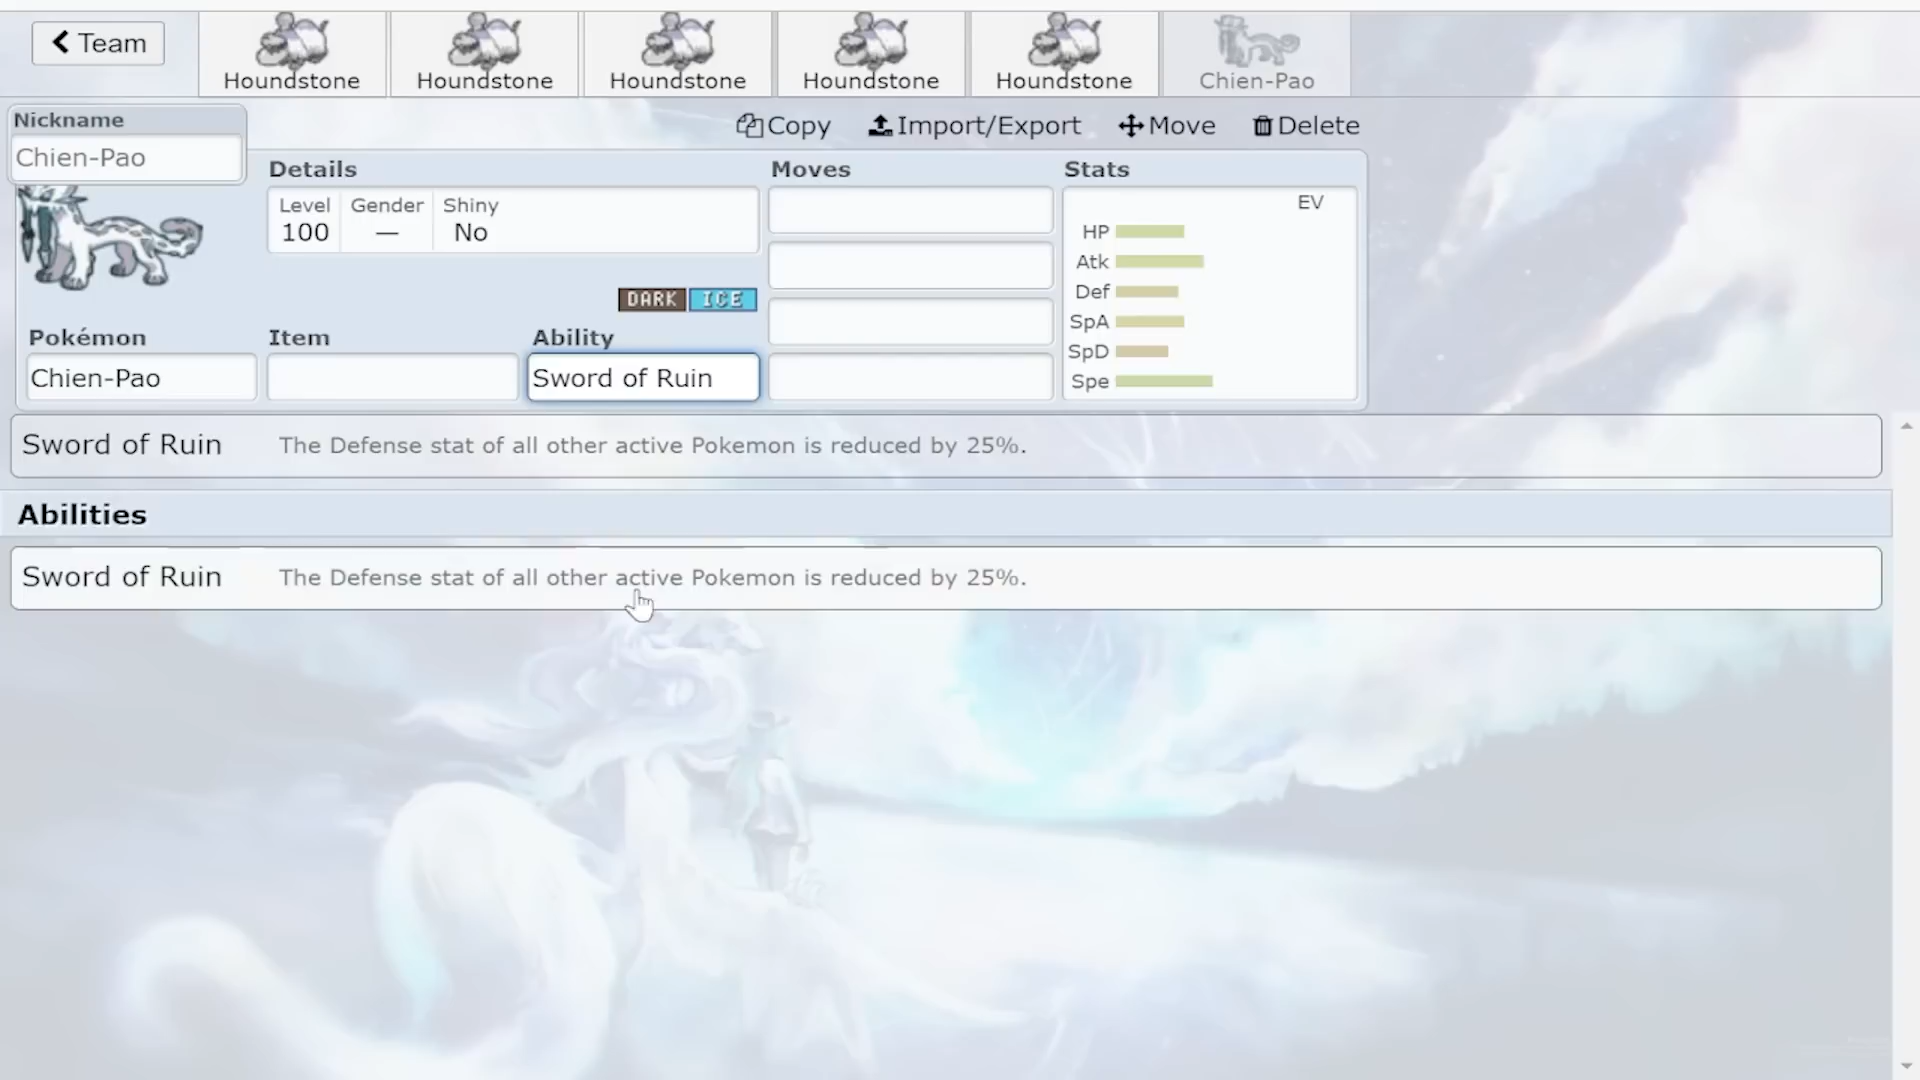 Team
Houndstone
Houndstone
Houndstone
Houndstone
Houndstone
Chien-Pao
Nickname
Chien-Pao
Copy
Import/Export
Move
Delete
Details
Moves
Stats
Level
Gender
Shiny
100
—
No
EV
HP
Atk
Def
SpA
SpD
Spe
DARK
ICE
Pokémon
Item
Ability
Chien-Pao
Sword of Ruin
Sword of Ruin The Defense stat of all other active Pokemon is reduced by 25%.
Abilities
Sword of Ruin The Defense stat of all other active Pokemon is reduced by 25%.